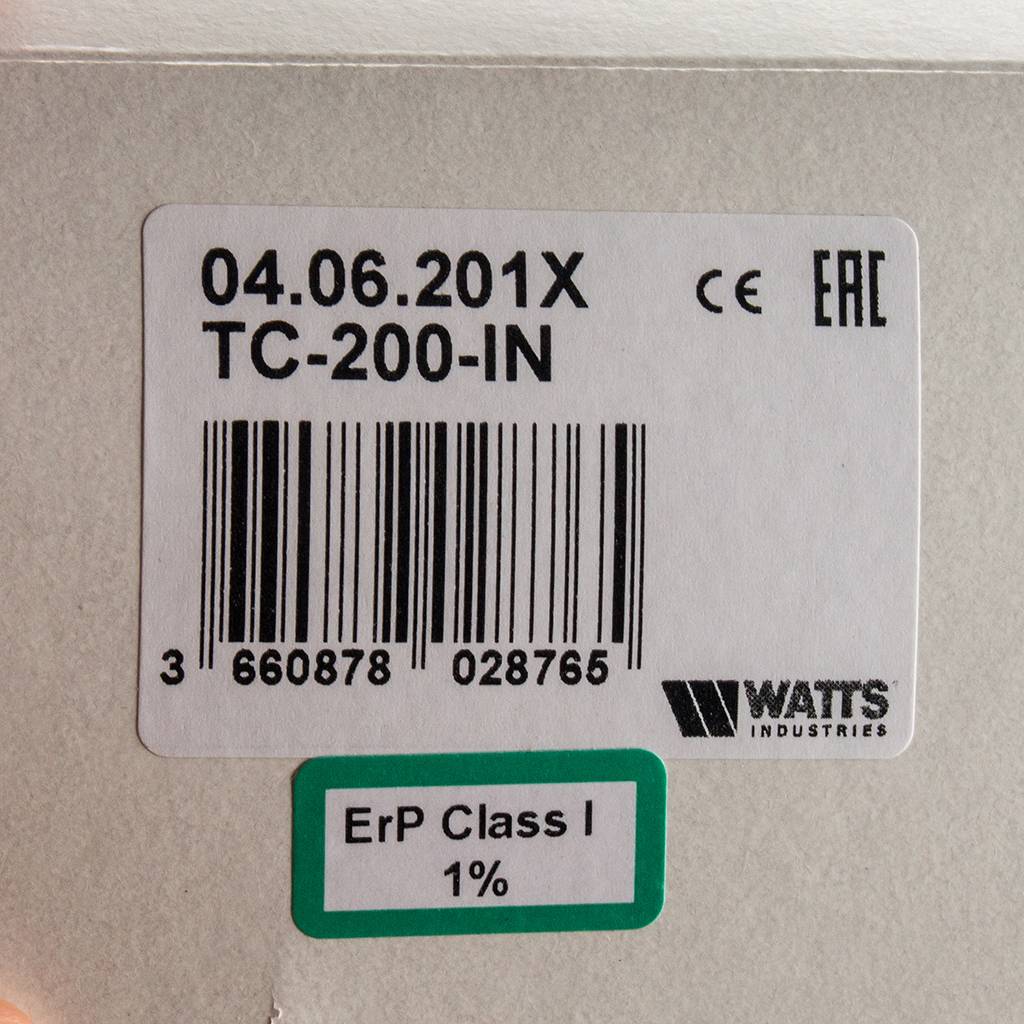 04.06.201X
CE
EAC
TC-200-IN
3 660878 028765
WATTS
INDUSTRIES
ErP Class I
1%